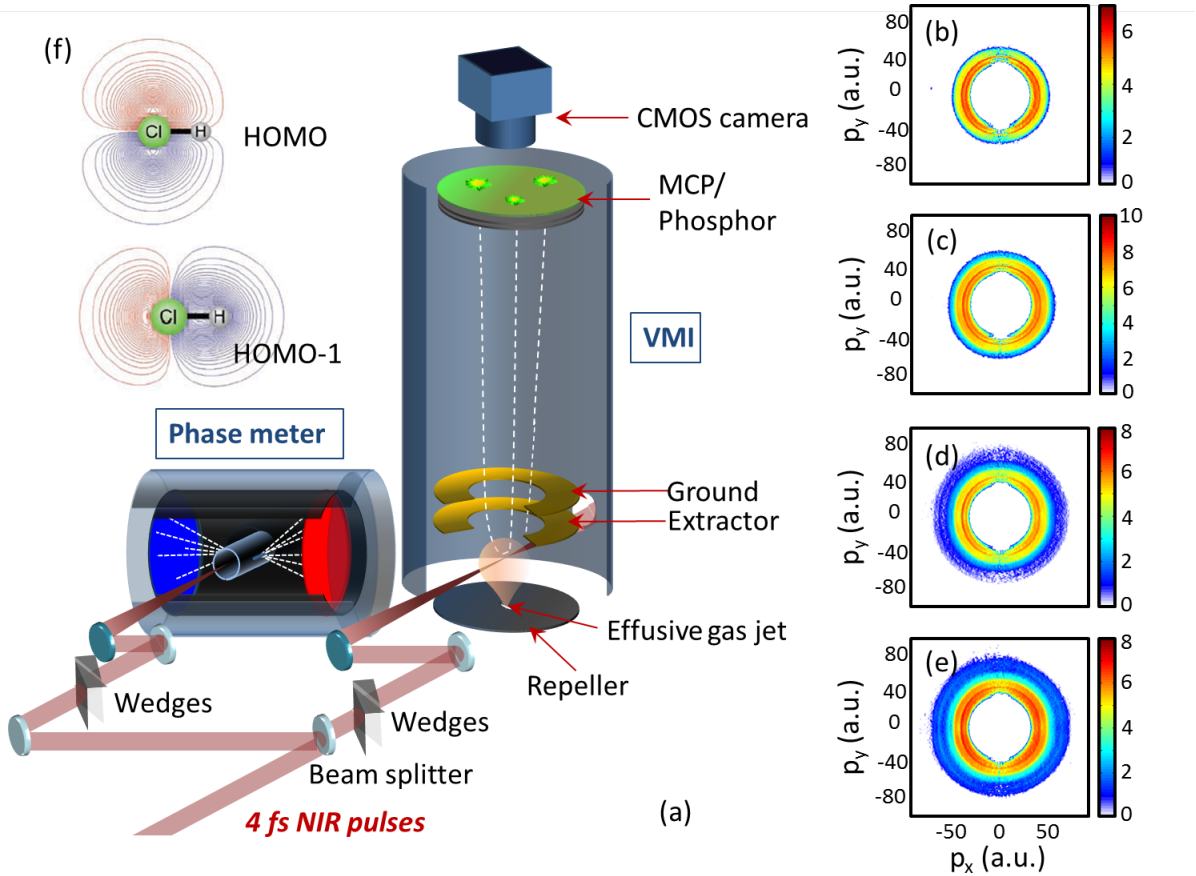 (f)
Cl
H
HOMO
Cl
H
HOMO-1
CMOS camera
MCP/
Phosphor
VMI
Phase meter
Ground
Extractor
Effusive gas jet
Repeller
Wedges
Wedges
Beam splitter
4 fs NIR pulses
(a)
(b)
80
40
0
-40
-80
p_y (a.u.)
6
4
2
0
(c)
80
40
0
-40
-80
p_y (a.u.)
10
8
6
4
2
0
(d)
80
40
0
-40
-80
p_y (a.u.)
8
6
4
2
0
(e)
80
40
0
-40
-80
p_y (a.u.)
8
6
4
2
0
-50 0 50
p_x (a.u.)